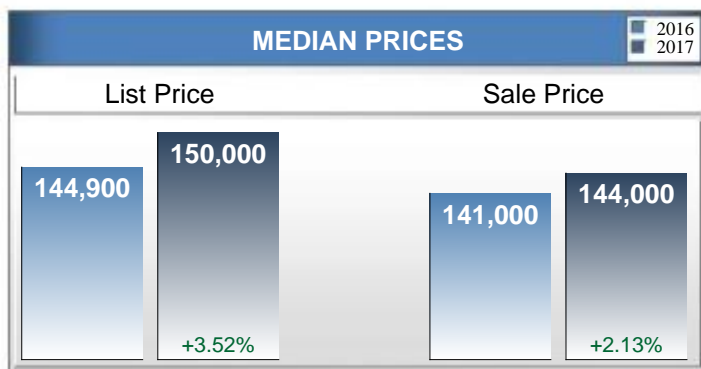 MEDIAN PRICES
2016
2017
List Price
Sale Price
144,900
150,000
141,000
144,000
+3.52%
+2.13%